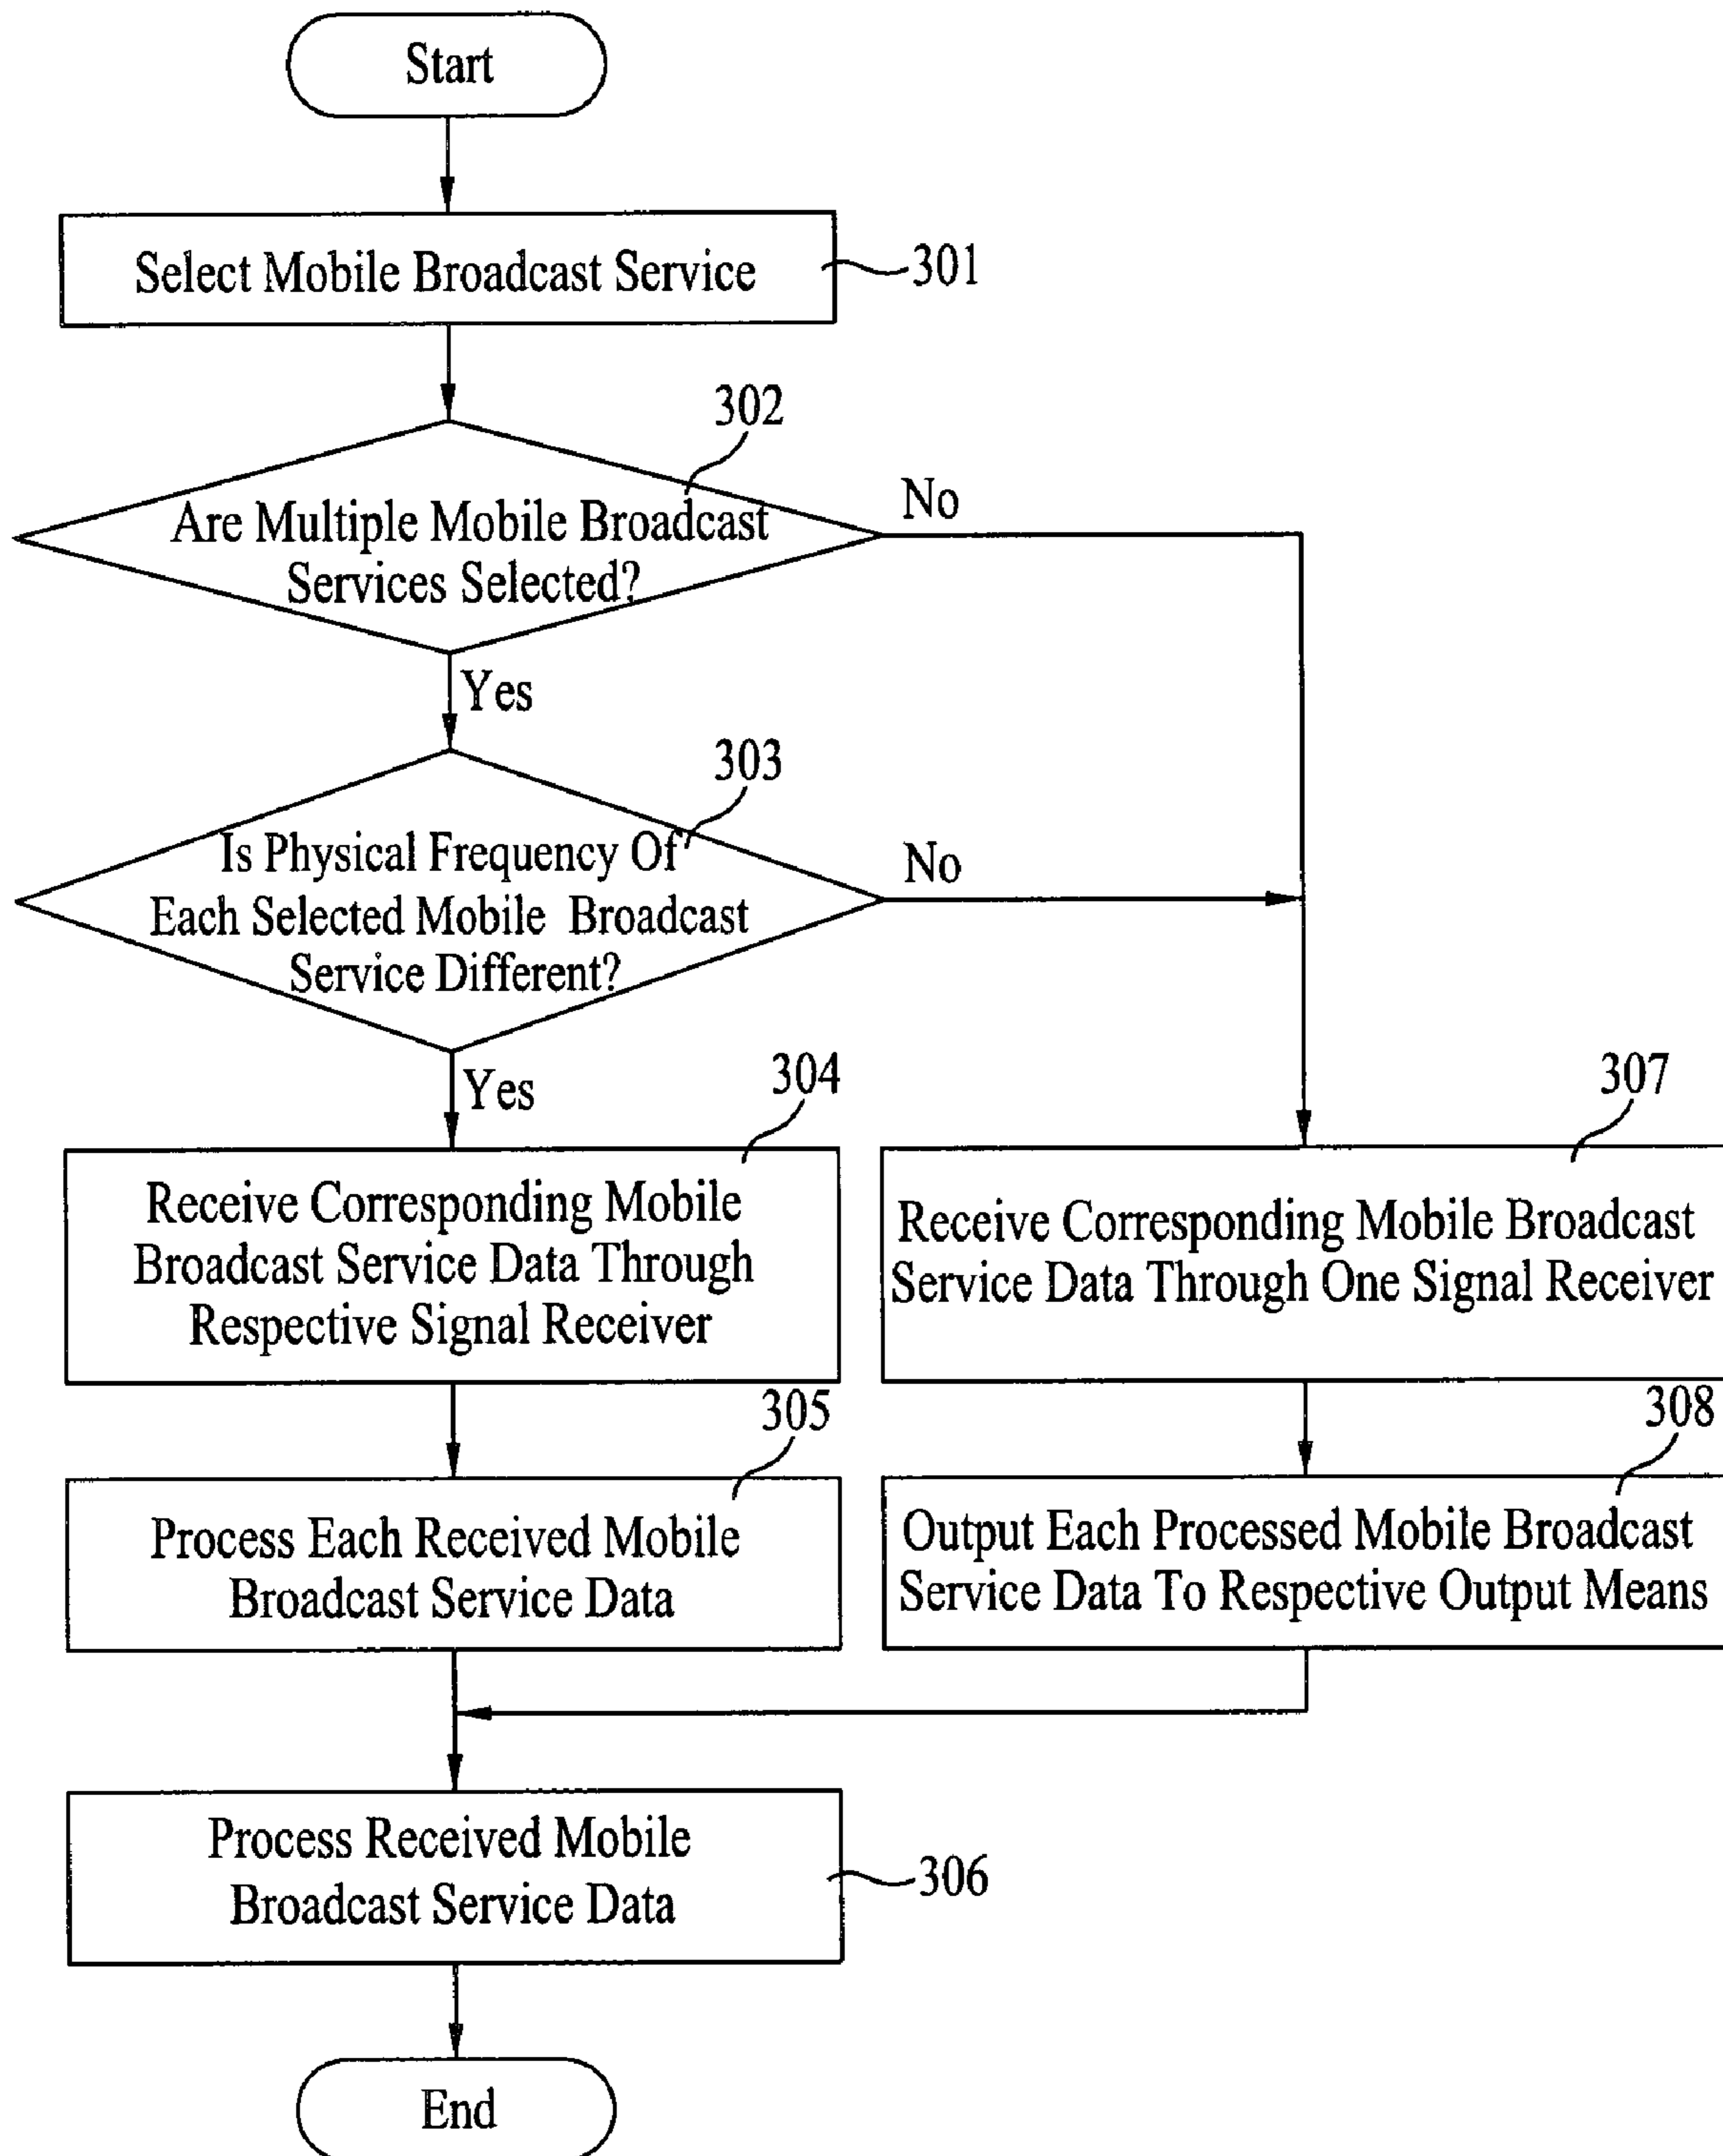 Start
Select Mobile Broadcast Service
301
302
Are Multiple Mobile Broadcast
Services Selected?
No
Yes
303
Is Physical Frequency Of
Each Selected Mobile Broadcast
Service Different?
No
Yes
304
Receive Corresponding Mobile
Broadcast Service Data Through
Respective Signal Receiver
307
Receive Corresponding Mobile Broadcast
Service Data Through One Signal Receiver
305
Process Each Received Mobile
Broadcast Service Data
308
Output Each Processed Mobile Broadcast
Service Data To Respective Output Means
Process Received Mobile
Broadcast Service Data
306
End